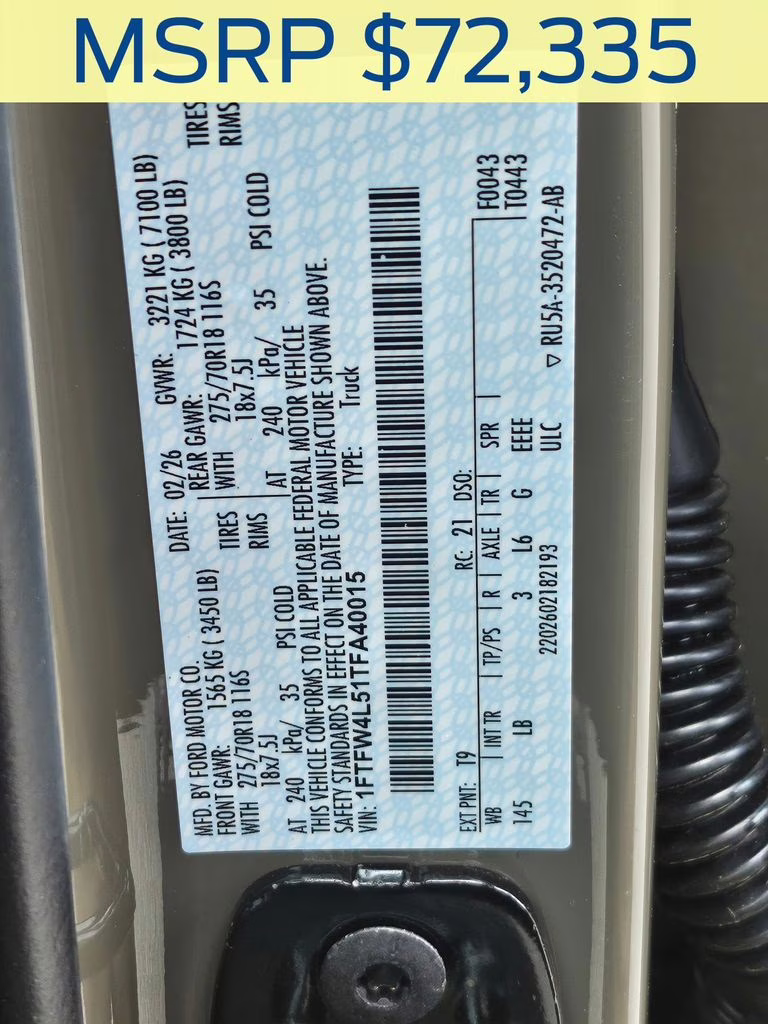 MSRP $72,335
MFD. BY FORD MOTOR CO.
DATE: 02/26
GVWR: 3221 KG ( 7100 LB)
FRONT GAWR: 1565 KG ( 3450 LB)
REAR GAWR: 1724 KG ( 3800 LB)
WITH 275/70R18 116S TIRES
WITH 275/70R18 116S TIRES
18x7.5J RIMS
18x7.5J RIMS
AT 240 kPa/ 35 PSI COLD
AT 240 kPa/ 35 PSI COLD
THIS VEHICLE CONFORMS TO ALL APPLICABLE FEDERAL MOTOR VEHICLE
SAFETY STANDARDS IN EFFECT ON THE DATE OF MANUFACTURE SHOWN ABOVE.
VIN: 1FTFW4L51TFA40015
TYPE: Truck
EXT PNT: T9 RC: 21 DSO: F0043
WB INT TR TP/PS R AXLE TR SPR T0443
145 LB 3 L6 G EEEE
ULC
2202602182193
▽ RU5A-3520472-AB